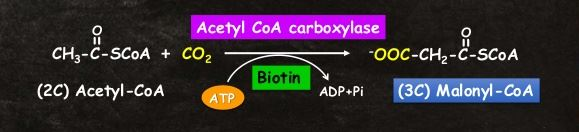 Acetyl CoA carboxylase
O
O
CH₃-C-SCoA + CO₂
⁻OOC-CH₂-C-SCoA
Biotin
(2C) Acetyl-CoA
ATP
ADP+Pi
(3C) Malonyl-CoA